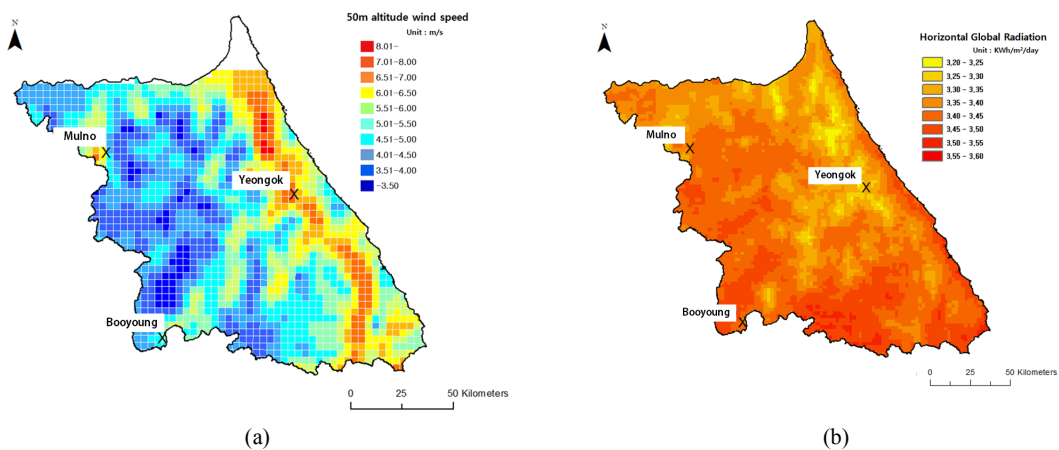 N
50m altitude wind speed
Unit : m/s
8.01-
7.01 - 8.00
6.51 - 7.00
6.01 - 6.50
5.51 - 6.00
5.01 - 5.50
4.51 - 5.00
4.01 - 4.50
3.51 - 4.00
-3.50
Mulno
X
Yeongok
X
Booyoung
X
0 25 50 Kilometers
(a)
N
Horizontal Global Radiation
Unit : KWh/m²/day
3,20 - 3,25
3,25 - 3,30
3,30 - 3,35
3,35 - 3,40
3,40 - 3,45
3,45 - 3,50
3,50 - 3,55
3,55 - 3,60
Mulno
X
Yeongok
X
Booyoung
X
0 25 50 Kilometers
(b)